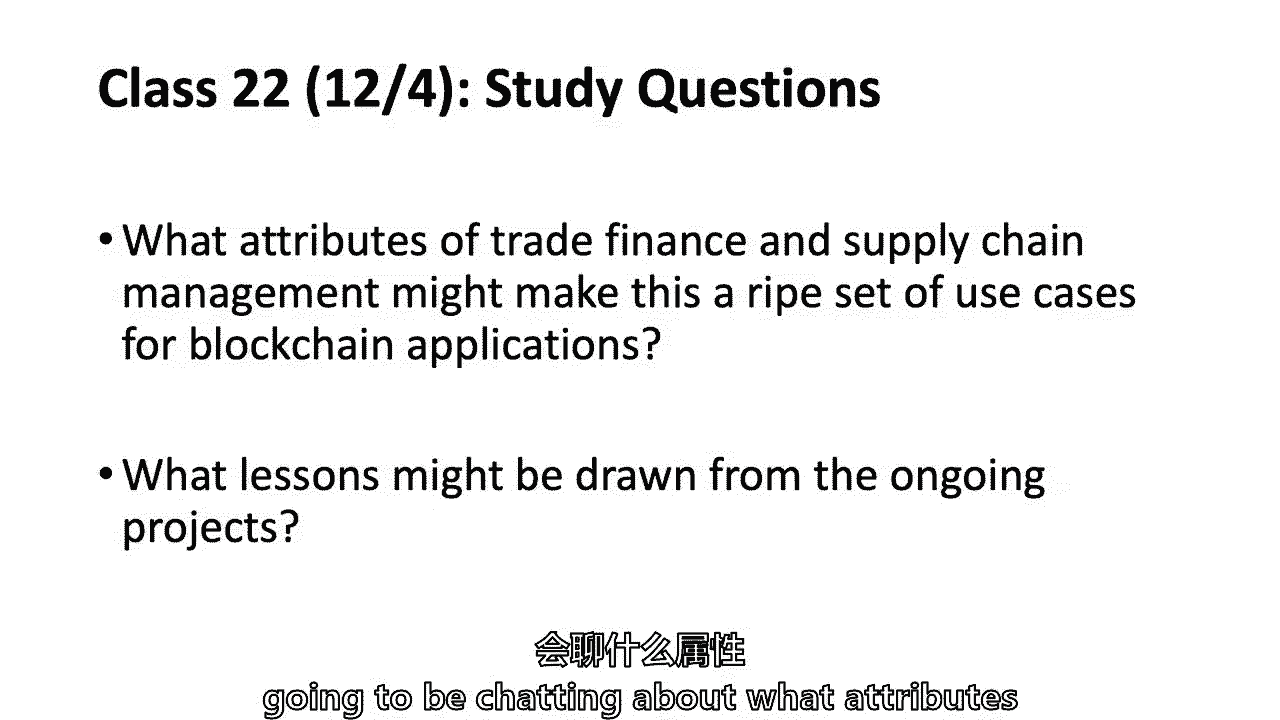 Class 22 (12/4): Study Questions
• What attributes of trade finance and supply chain
management might make this a ripe set of use cases
for blockchain applications?
• What lessons might be drawn from the ongoing
projects?
会聊什么属性
going to be chatting about what attributes